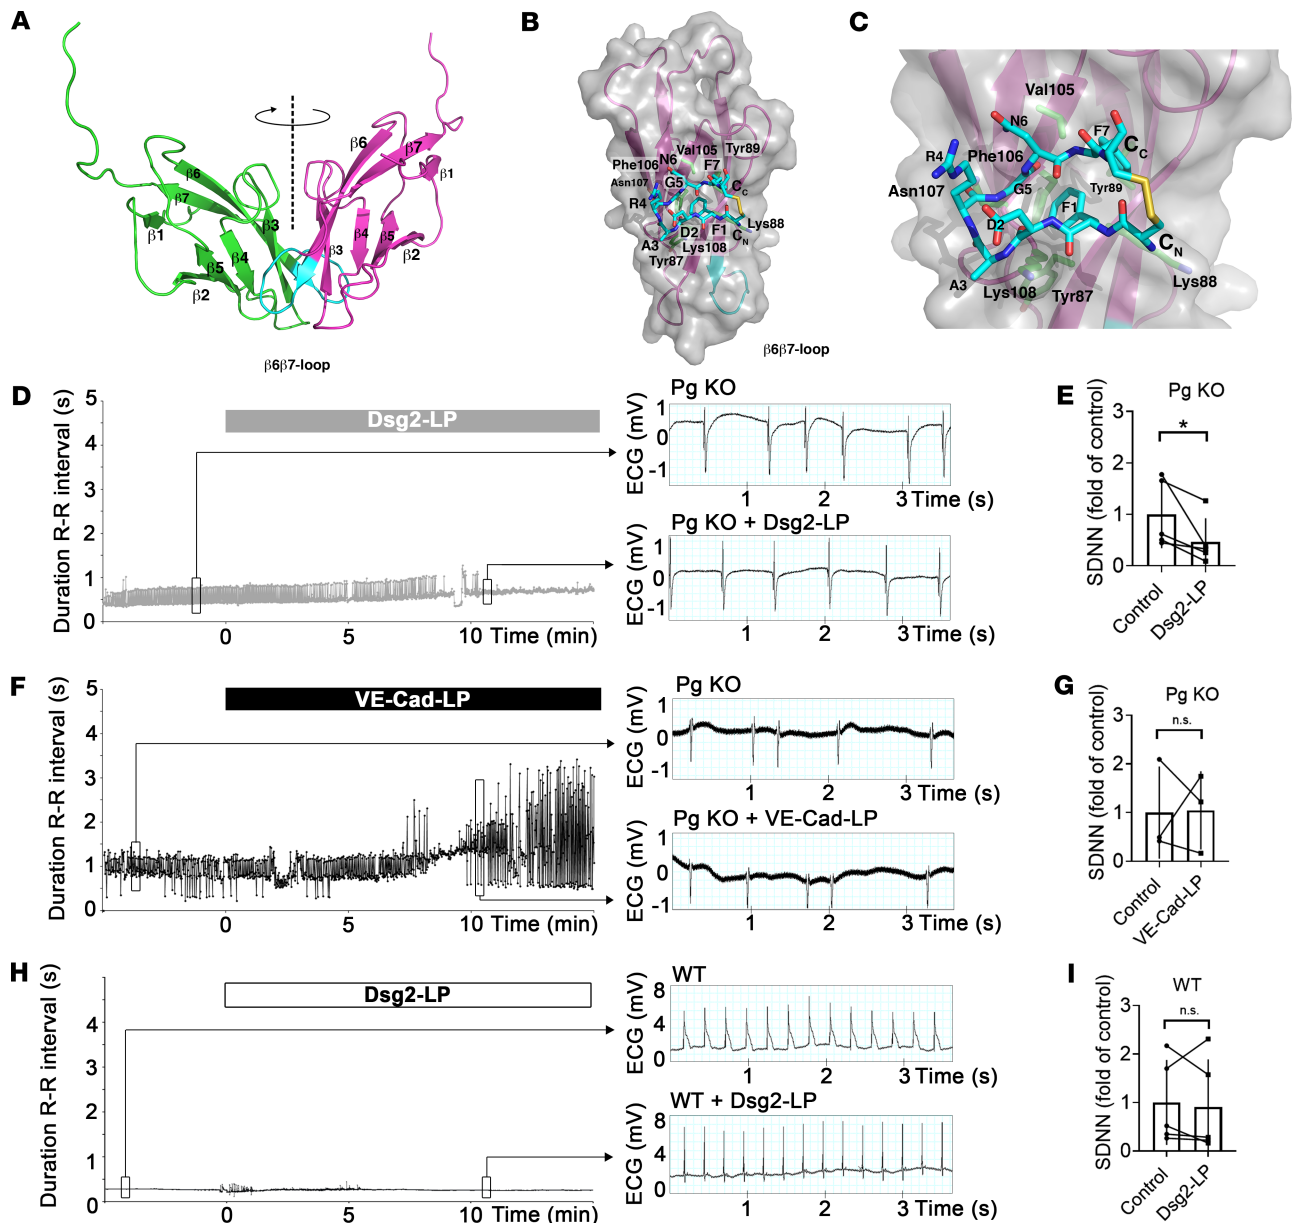 A
β6
β7
β1
β3
β5
β4
β2
β6
β7
β1
β3
β4
β5
β2
β6β7-loop
B
Val105
Tyr89
Phe106
N6
F7
Asn107
G5
C C
R4
Lys88
D2
F1
C N
A3
Lys108
Tyr87
β6β7-loop
C
Val105
N6
F7
C C
R4
Phe106
Asn107
G5
Tyr89
F1
D2
C N
A3
Lys108
Tyr87
Lys88
D
Duration R-R interval (s)
5
4
3
2
1
0
Dsg2-LP
0
5
10
Time (min)
Pg KO
ECG (mV)
1
0
-1
1
2
3
Time (s)
Pg KO + Dsg2-LP
ECG (mV)
1
0
-1
1
2
3
Time (s)
E
Pg KO
SDNN (fold of control)
3
2
1
0
*
Control
Dsg2-LP
F
Duration R-R interval (s)
5
4
3
2
1
0
VE-Cad-LP
0
5
10
Time (min)
Pg KO
ECG (mV)
1
0
-1
1
2
3
Time (s)
Pg KO + VE-Cad-LP
ECG (mV)
1
0
-1
1
2
3
Time (s)
G
Pg KO
SDNN (fold of control)
3
2
1
0
n.s.
Control
VE-Cad-LP
H
Duration R-R interval (s)
4
3
2
1
0
Dsg2-LP
0
5
10
Time (min)
WT
ECG (mV)
8
4
0
1
2
3
Time (s)
WT + Dsg2-LP
ECG (mV)
8
4
0
1
2
3
Time (s)
I
WT
SDNN (fold of control)
3
2
1
0
n.s.
Control
Dsg2-LP